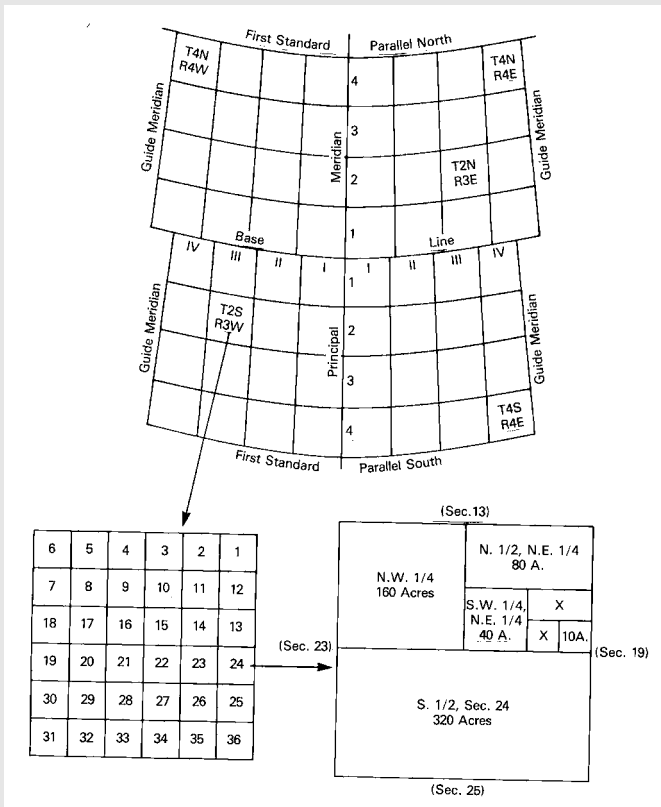 First Standard
Parallel North
T4N
R4W
T4N
R4E
4
3
2
1
Guide Meridian
Meridian
Guide Meridian
T2N
R3E
Base
Line
IV
III
II
I
I
II
III
IV
1
2
3
4
T2S
R3W
Guide Meridian
Principal
Guide Meridian
T4S
R4E
First Standard
Parallel South
6 5 4 3 2 1
7 8 9 10 11 12
18 17 16 15 14 13
19 20 21 22 23 24
30 29 28 27 26 25
31 32 33 34 35 36
(Sec.13)
N.W. 1/4
160 Acres
N. 1/2, N.E. 1/4
80 A.
S.W. 1/4,
N.E. 1/4
40 A.
X
X
10A.
(Sec. 23)
(Sec. 19)
S. 1/2, Sec. 24
320 Acres
(Sec. 25)